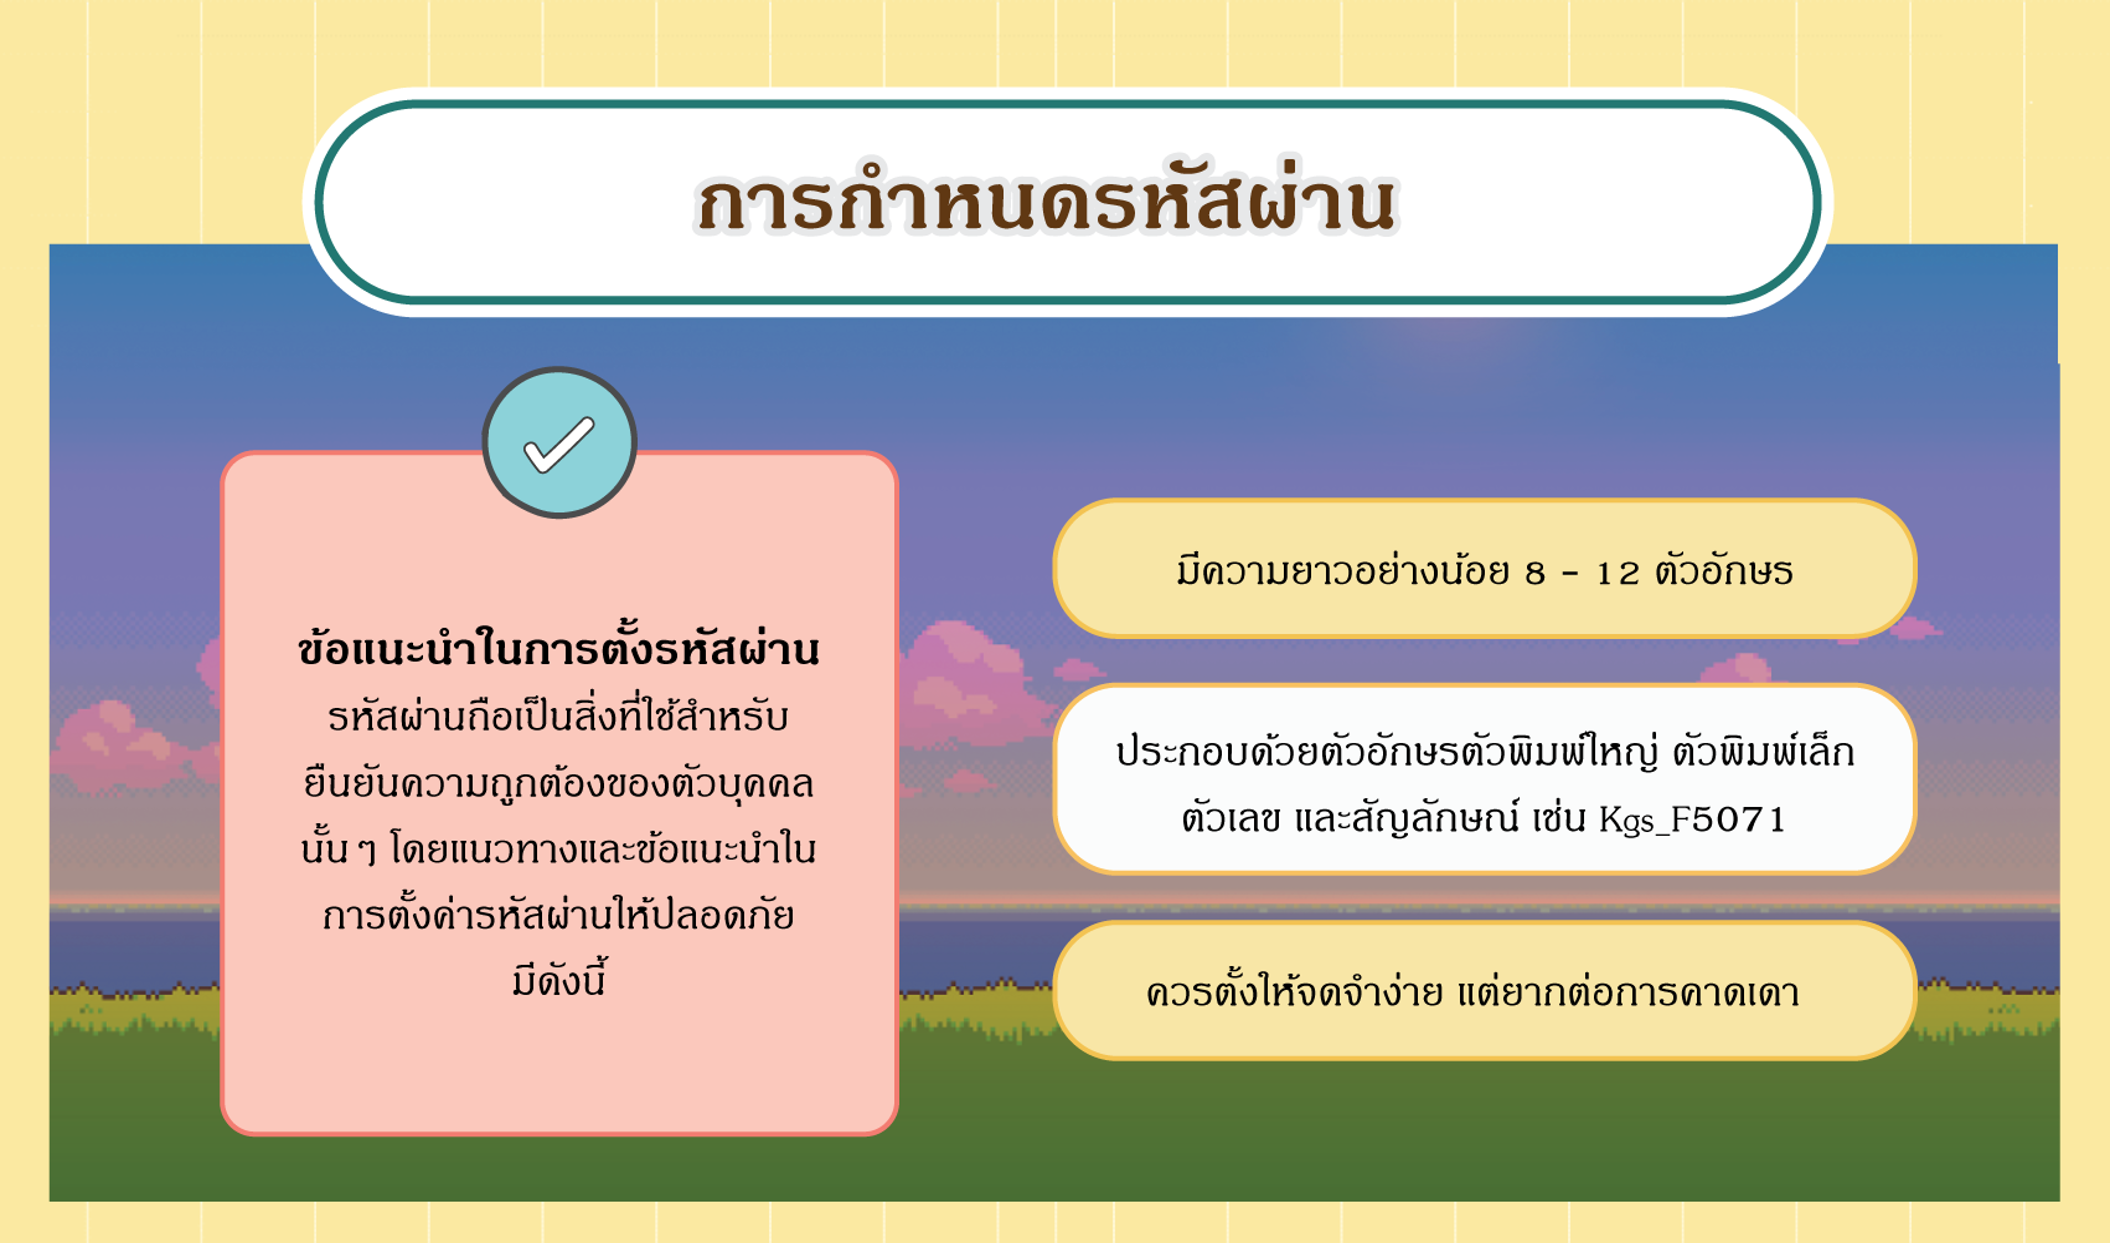 การกำหนดรหัสผ่าน
ข้อแนะนำในการตั้งรหัสผ่าน
รหัสผ่านถือเป็นสิ่งที่ใช้สำหรับ
ยืนยันความถูกต้องของตัวบุคคล
นั้น ๆ โดยแนวทางและข้อแนะนำใน
การตั้งค่ารหัสผ่านให้ปลอดภัย
มีดังนี้
มีความยาวอย่างน้อย 8 - 12 ตัวอักษร
ประกอบด้วยตัวอักษรตัวพิมพ์ใหญ่ ตัวพิมพ์เล็ก
ตัวเลข และสัญลักษณ์ เช่น Kgs_F5071
ควรตั้งให้จดจำง่าย แต่ยากต่อการคาดเดา